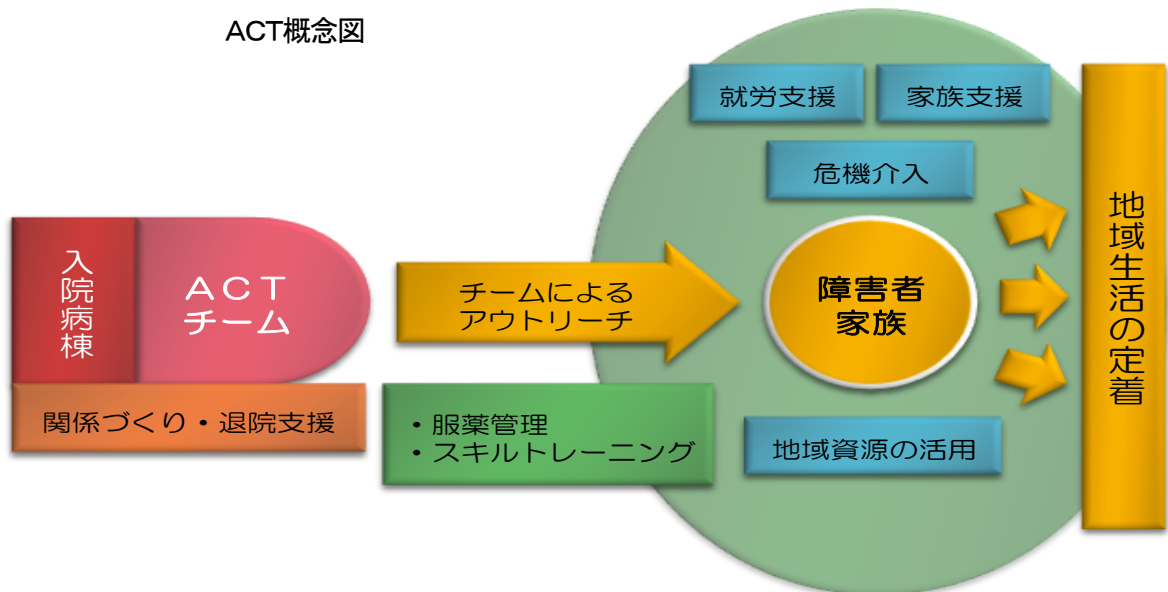 ACT概念図
就労支援
家族支援
危機介入
入院病棟
ACT
チーム
チームによる
アウトリーチ
障害者
家族
地域生活の定着
関係づくり・退院支援
・服薬管理
・スキルトレーニング
地域資源の活用